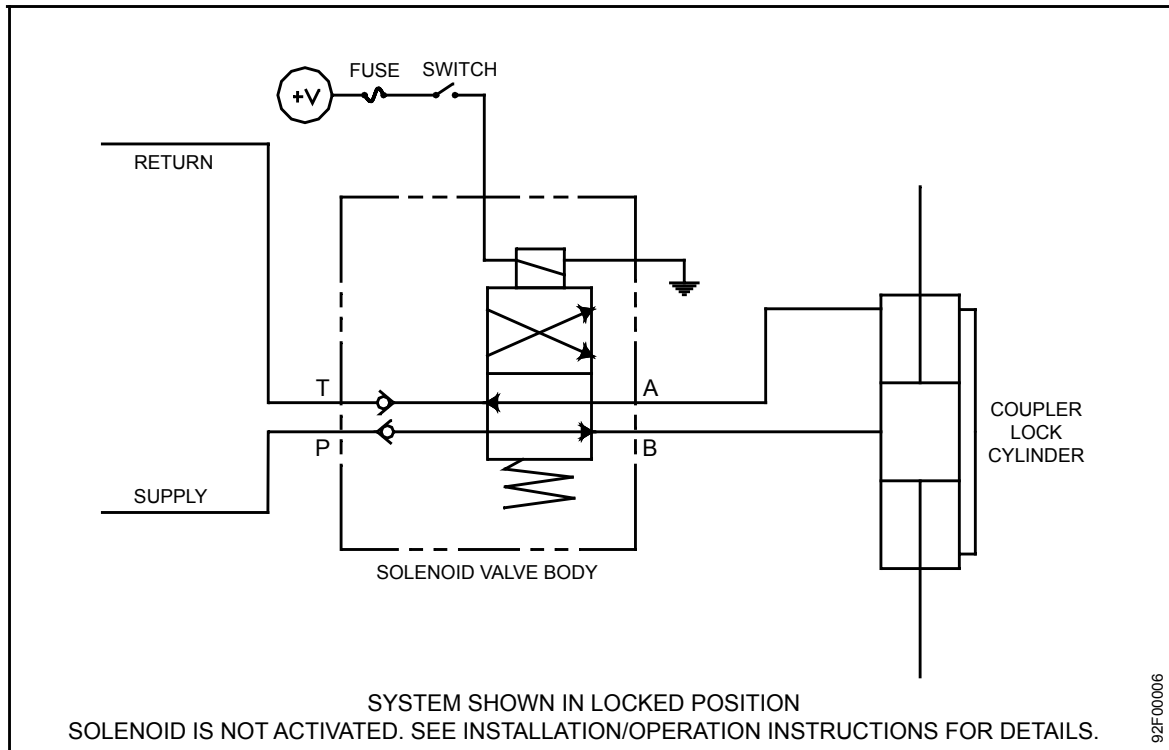 FUSE
SWITCH
+V
RETURN
T
A
P
B
SUPPLY
COUPLER
LOCK
CYLINDER
SOLENOID VALVE BODY
SYSTEM SHOWN IN LOCKED POSITION
SOLENOID IS NOT ACTIVATED. SEE INSTALLATION/OPERATION INSTRUCTIONS FOR DETAILS.
92F00006